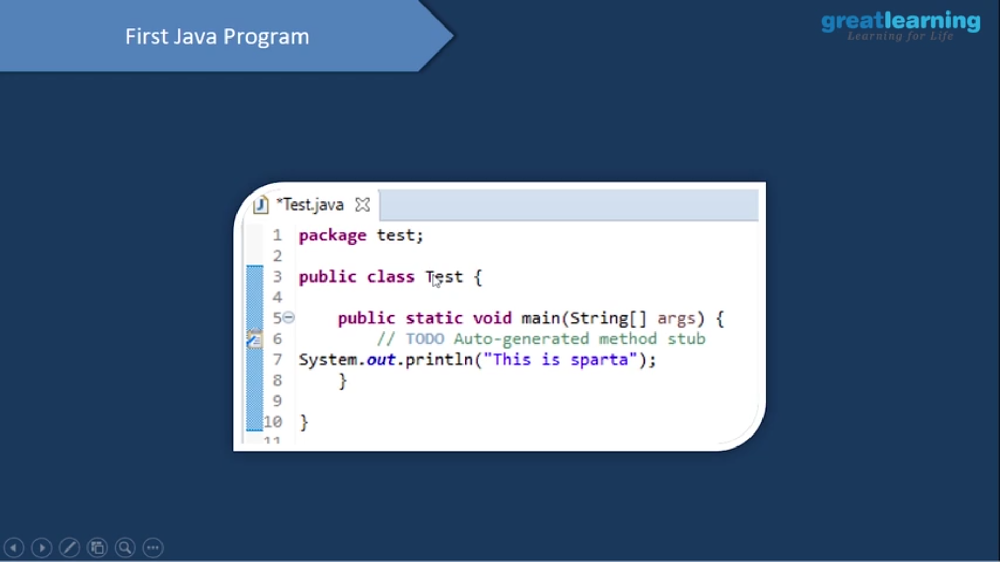 First Java Program
greatlearning
Learning for Life
*Test.java
1 package test;
2
3 public class Test {
4
5 public static void main(String[] args) {
6 // TODO Auto-generated method stub
7 System.out.println("This is sparta");
8 }
9
10 }
11